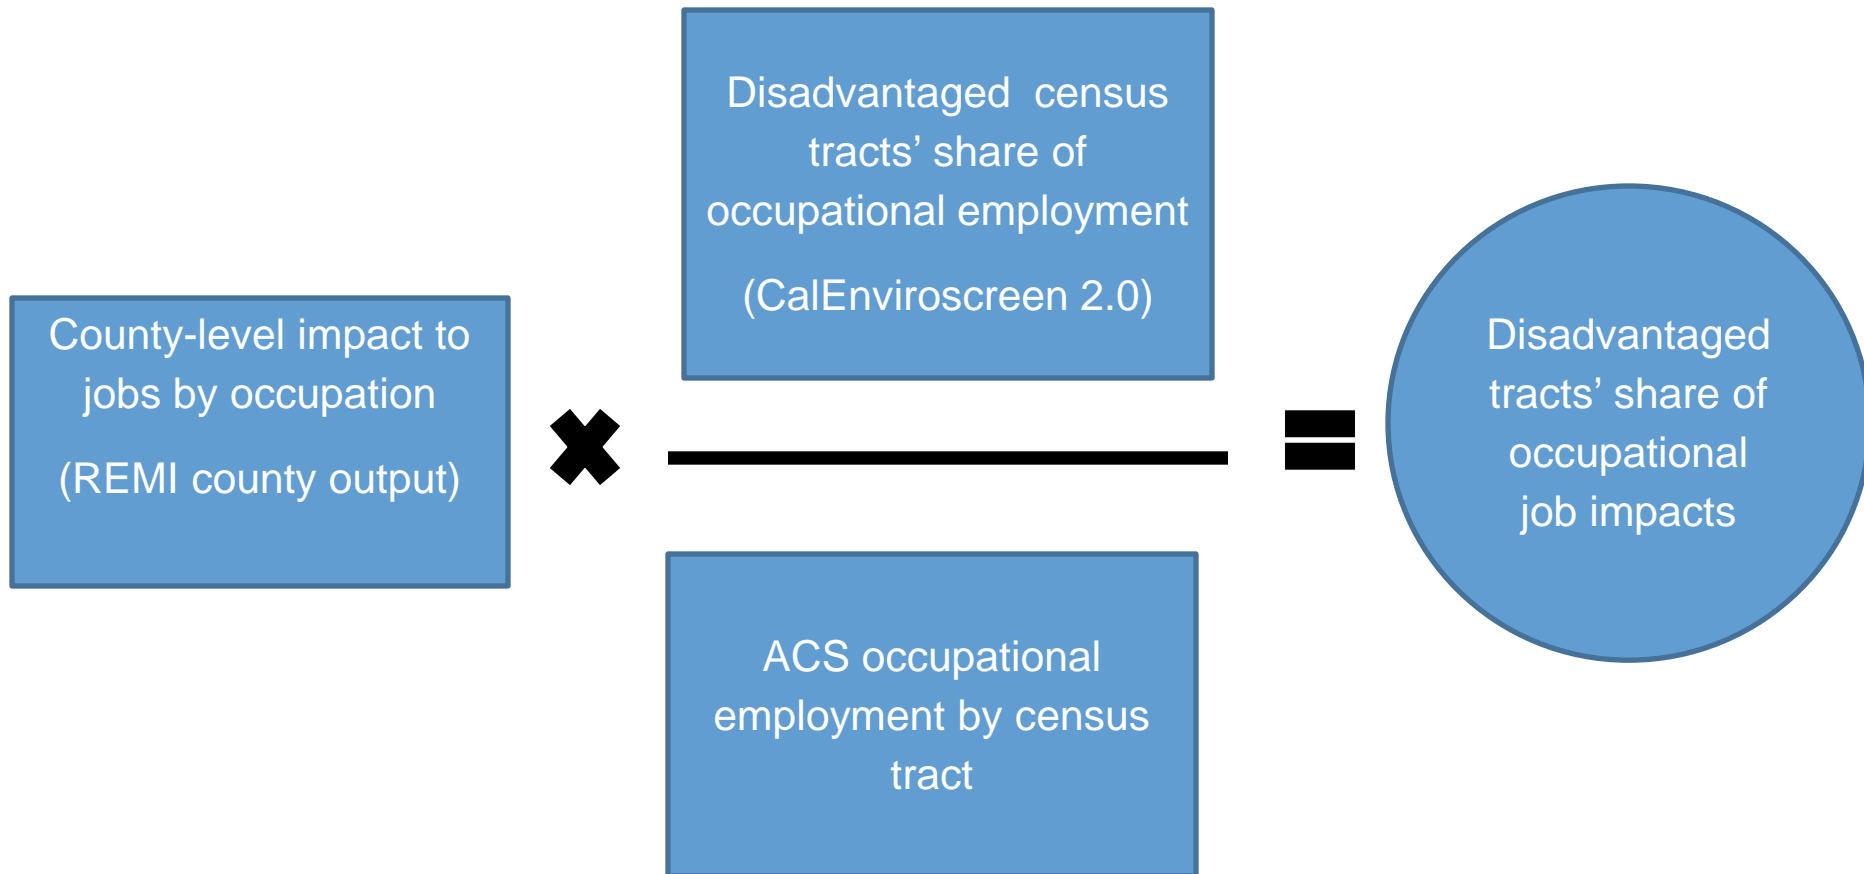 County-level impact to
jobs by occupation
(REMI county output)
Disadvantaged  census
tracts’ share of
occupational employment
(CalEnviroscreen 2.0)
ACS occupational
employment by census
tract
Disadvantaged
tracts’ share of
occupational
job impacts